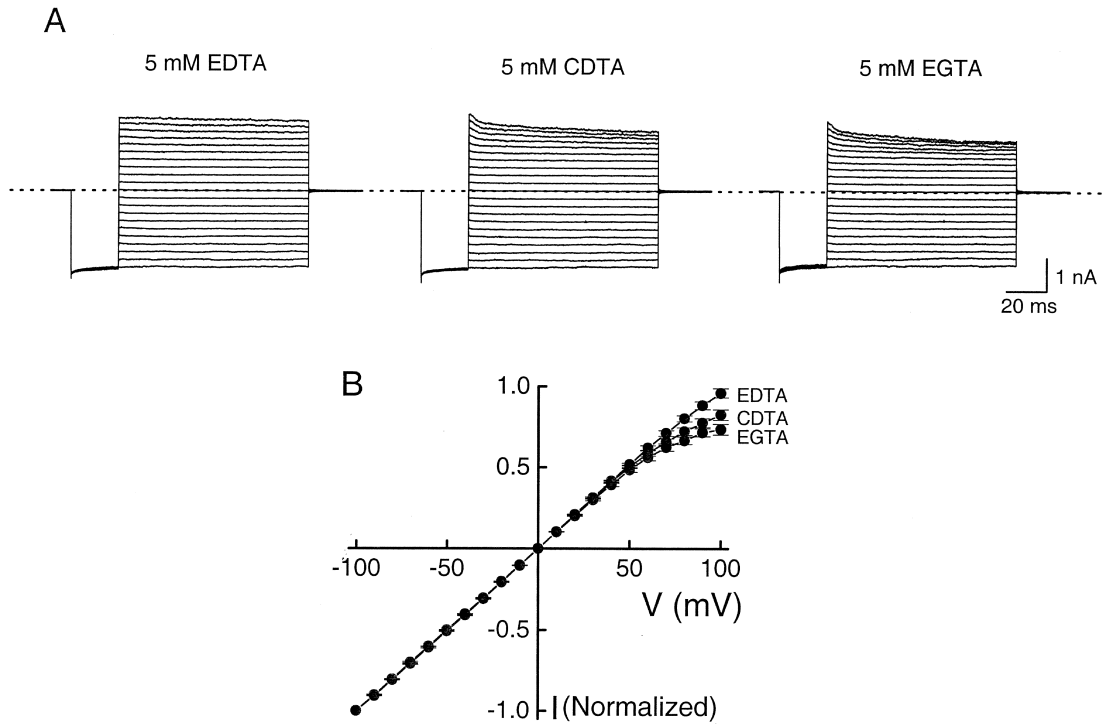 A
5 mM EDTA
5 mM CDTA
5 mM EGTA
1 nA
20 ms
B
1.0
EDTA
CDTA
EGTA
0.5
-100
-50
50
100
V (mV)
-0.5
-1.0
I (Normalized)